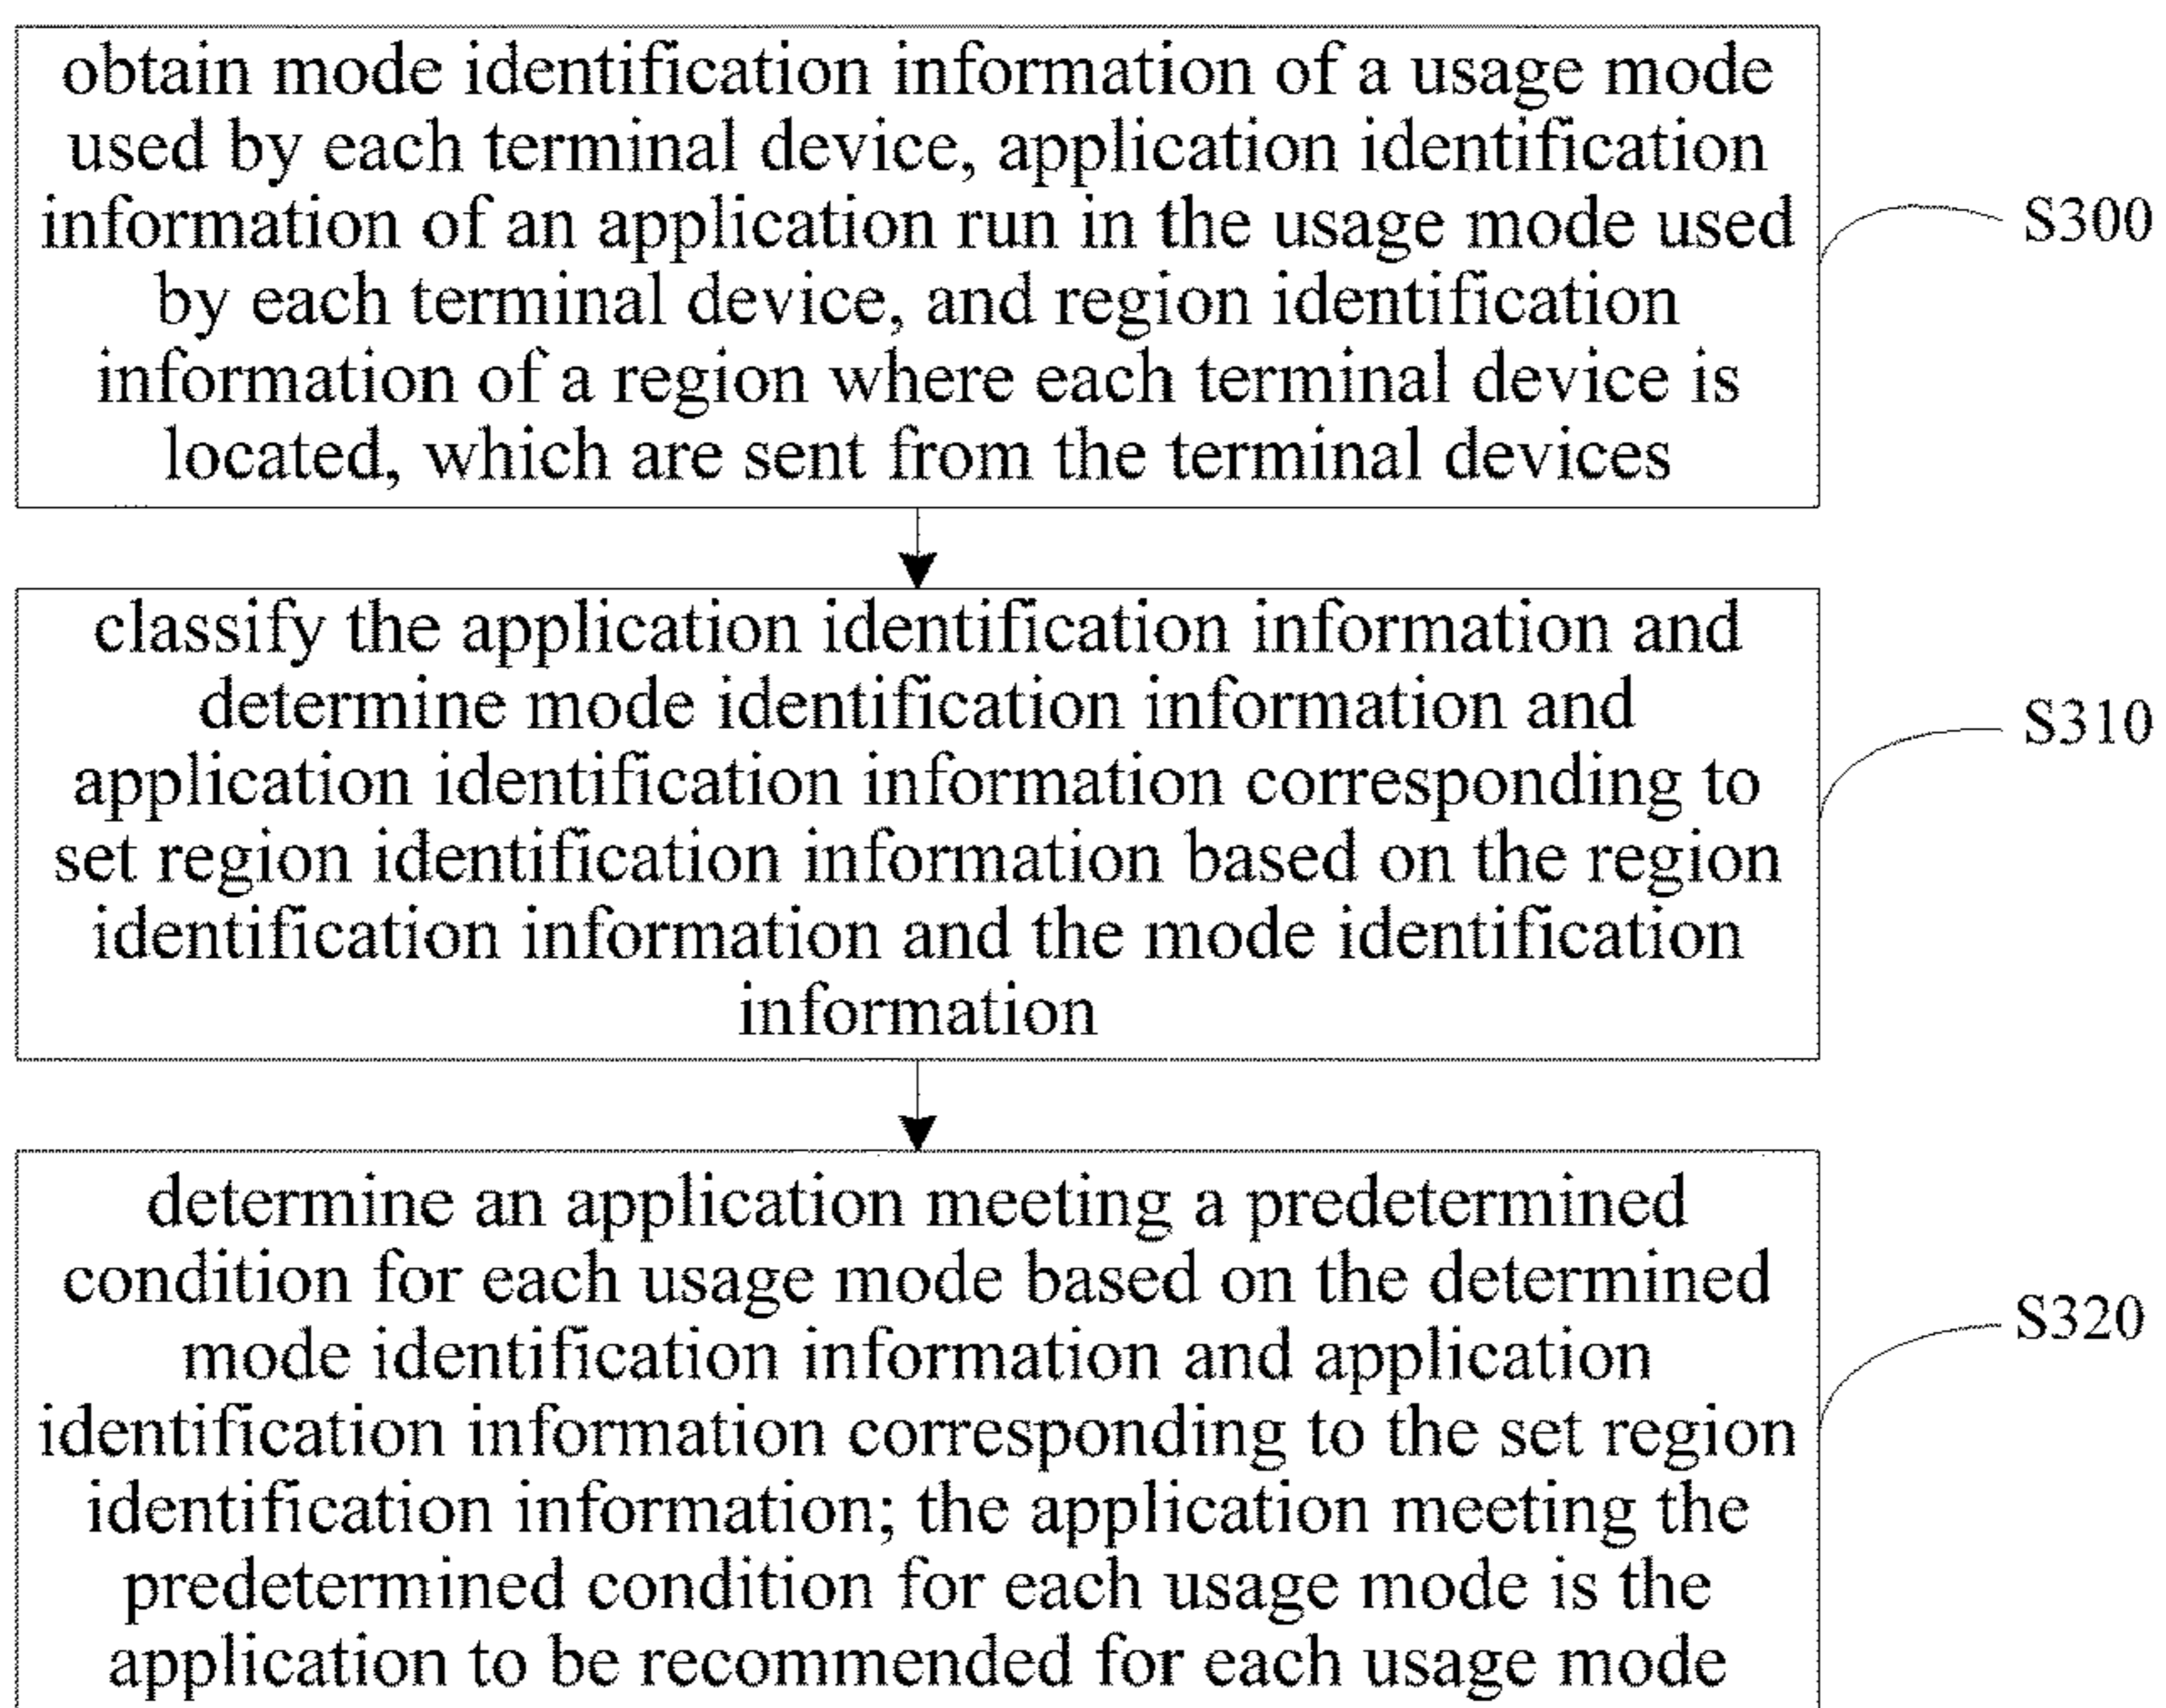 obtain mode identification information of a usage mode
used by each terminal device, application identification
information of an application run in the usage mode used
by each terminal device, and region identification
information of a region where each terminal device is
located, which are sent from the terminal devices
S300
classify the application identification information and
determine mode identification information and
application identification information corresponding to
set region identification information based on the region
identification information and the mode identification
information
S310
determine an application meeting a predetermined
condition for each usage mode based on the determined
mode identification information and application
identification information corresponding to the set region
identification information; the application meeting the
predetermined condition for each usage mode is the
application to be recommended for each usage mode
S320